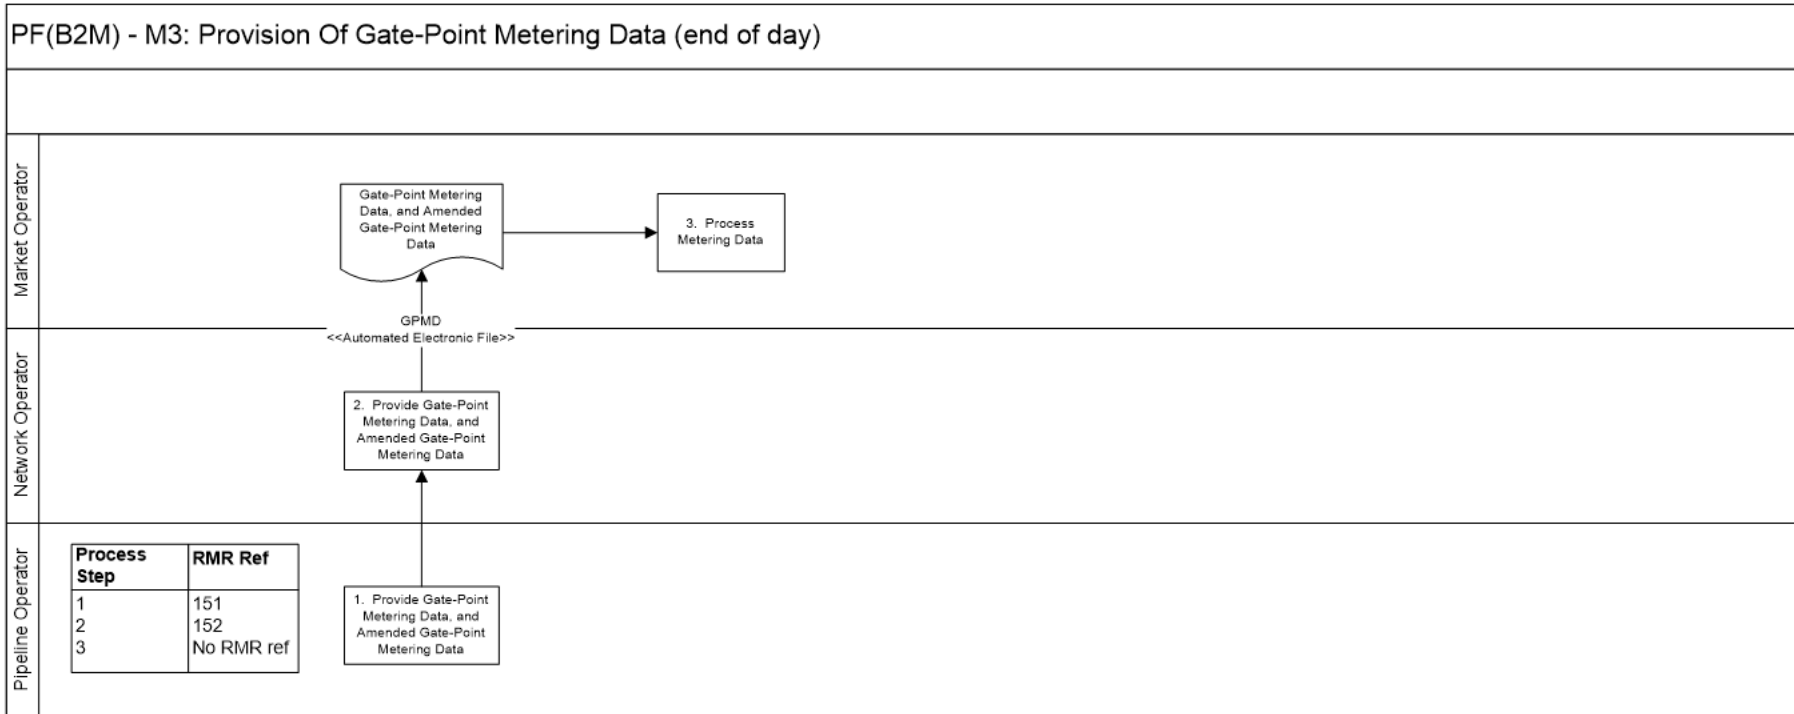 PF(B2M) - M3: Provision Of Gate-Point Metering Data (end of day)
Market Operator
Gate-Point Metering
Data, and Amended
Gate-Point Metering
Data
3. Process
Metering Data
GPMD
<<Automated Electronic File>>
Network Operator
2. Provide Gate-Point
Metering Data, and
Amended Gate-Point
Metering Data
Pipeline Operator
Process
Step
RMR Ref
1
151
2
152
3
No RMR ref
1. Provide Gate-Point
Metering Data, and
Amended Gate-Point
Metering Data